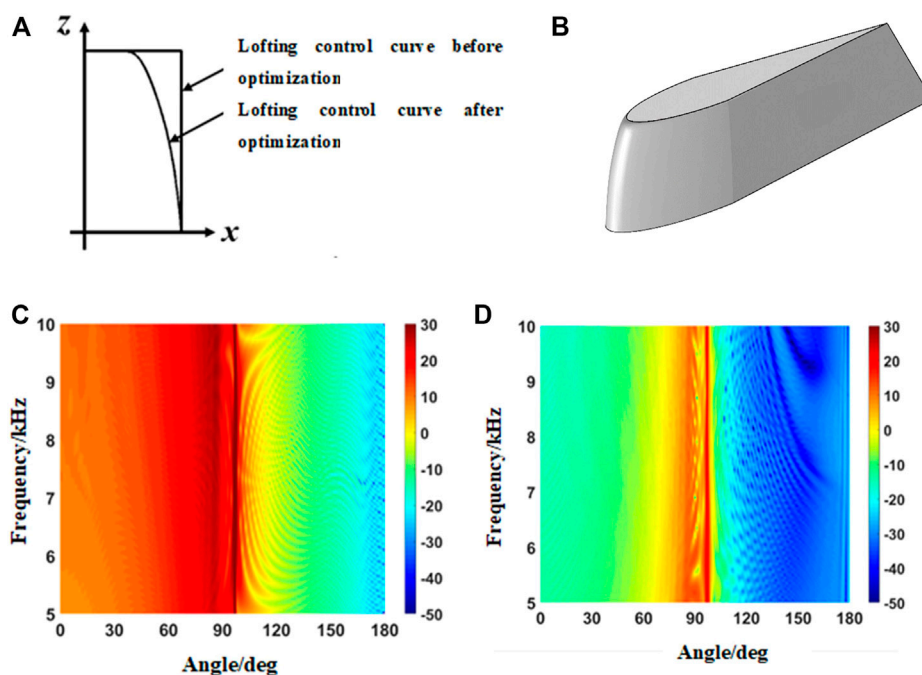 A
z
Lofting control curve before
optimization
Lofting control curve after
optimization
x
B
C
10
9
8
7
6
5
Frequency/kHz
0 30 60 90 120 150 180
Angle/deg
30
20
10
0
-10
-20
-30
-40
-50
D
10
9
8
7
6
5
Frequency/kHz
0 30 60 90 120 150 180
Angle/deg
30
20
10
0
-10
-20
-30
-40
-50